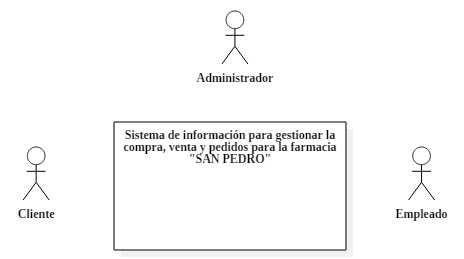 Administrador
Sistema de información para gestionar la
compra, venta y pedidos para la farmacia
"SAN PEDRO"
Cliente
Empleado